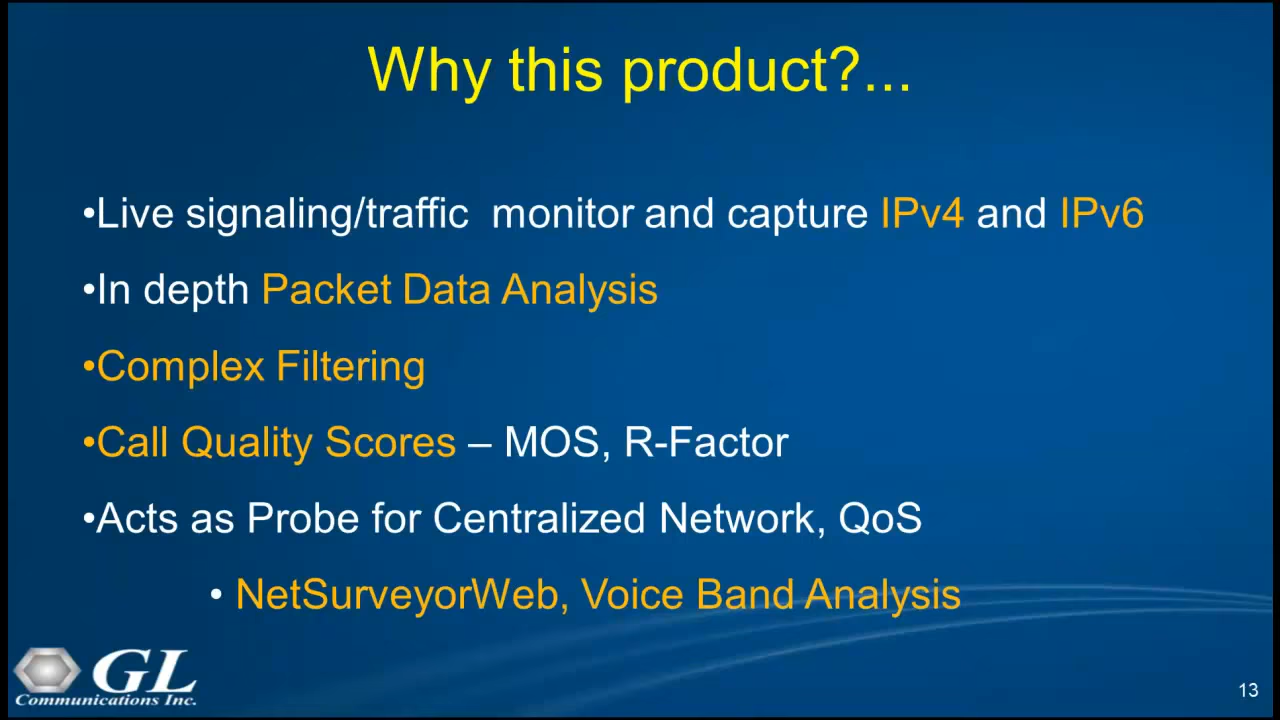 Why this product?...
•Live signaling/traffic  monitor and capture IPv4 and IPv6
•In depth Packet Data Analysis
•Complex Filtering
•Call Quality Scores – MOS, R-Factor
•Acts as Probe for Centralized Network, QoS
• NetSurveyorWeb, Voice Band Analysis
GL
Communications Inc.
13